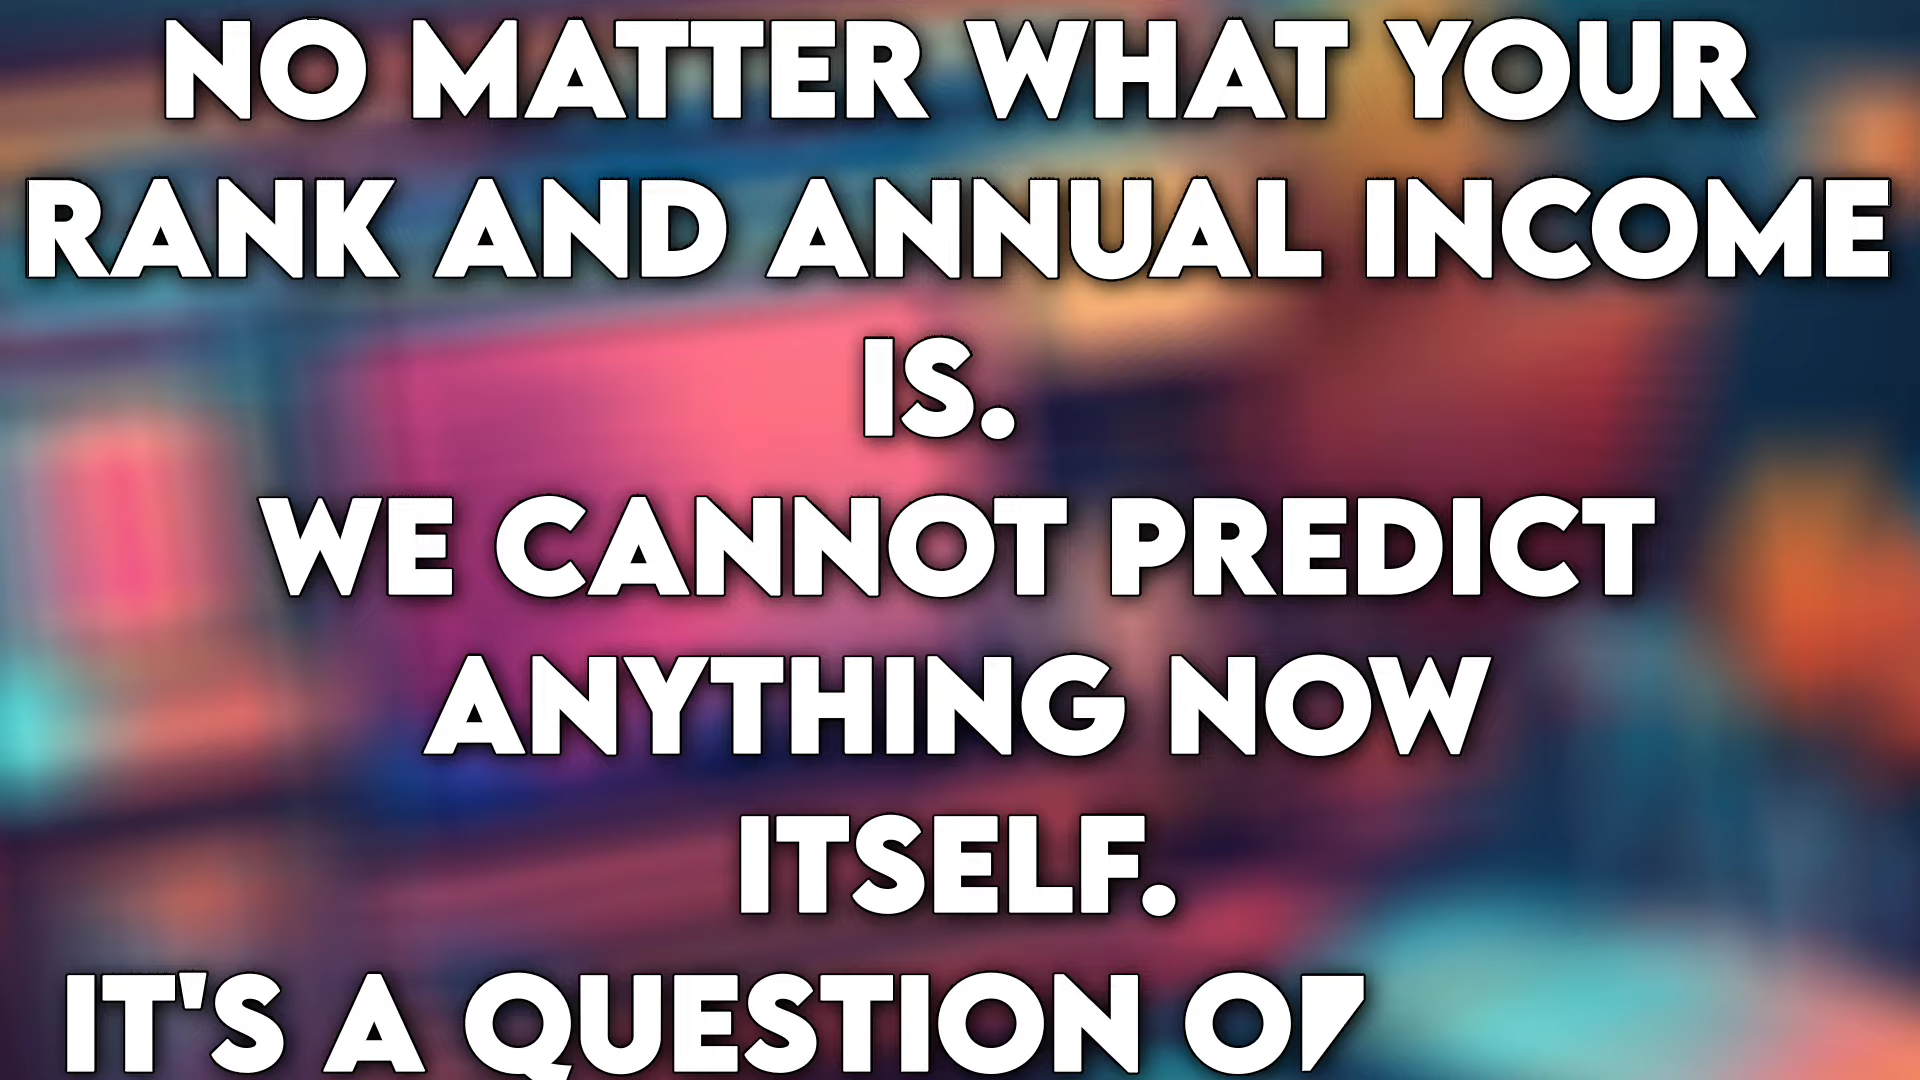 NO MATTER WHAT YOUR
RANK AND ANNUAL INCOME
IS.
WE CANNOT PREDICT
ANYTHING NOW
ITSELF.
IT'S A QUESTION